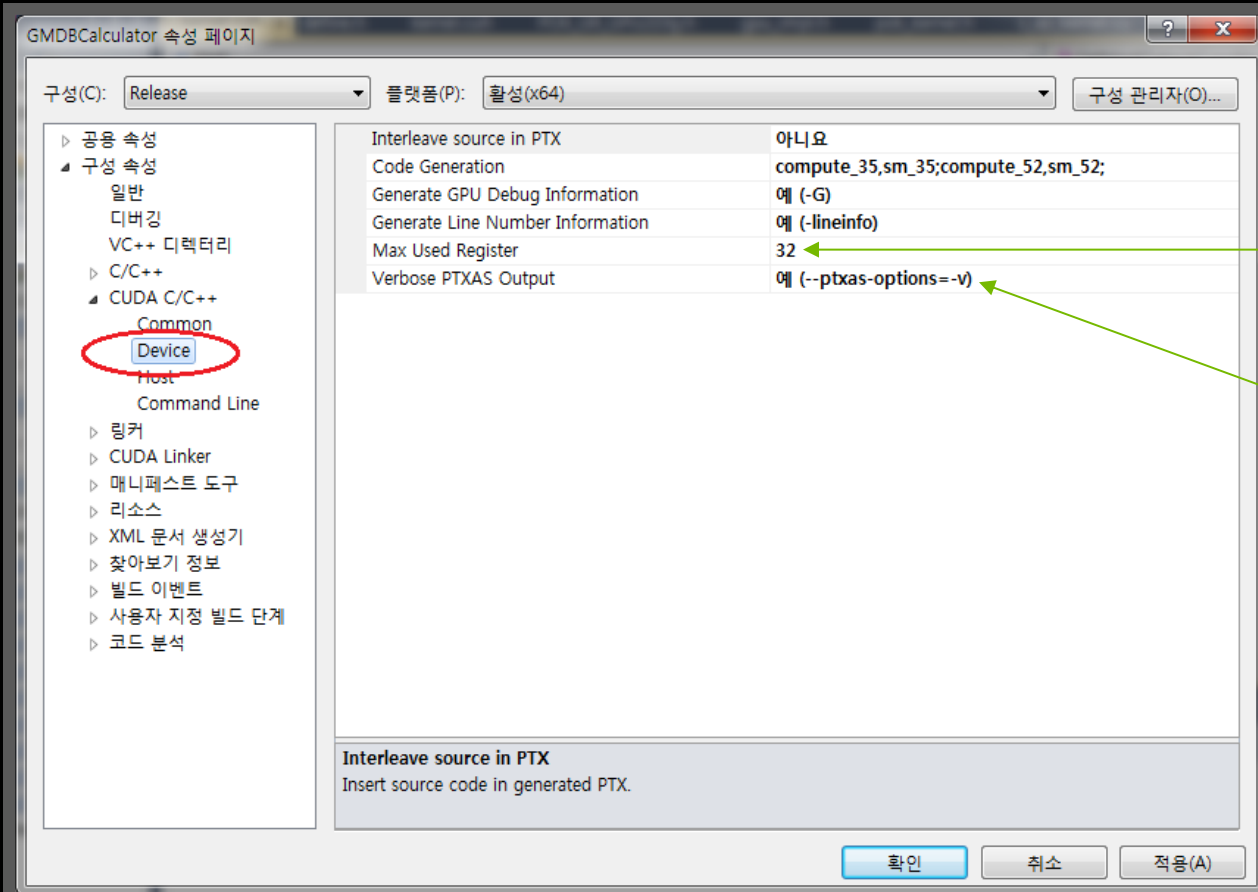 GMDBCalculator 속성 페이지
?
x
구성(C): Release 플랫폼(P): 활성(x64) 구성 관리자(O)...
공용 속성
구성 속성
일반
디버깅
VC++ 디렉터리
C/C++
CUDA C/C++
Common
Device
Host
Command Line
링커
CUDA Linker
매니페스트 도구
리소스
XML 문서 생성기
찾아보기 정보
빌드 이벤트
사용자 지정 빌드 단계
코드 분석
Interleave source in PTX 아니요
Code Generation compute_35,sm_35;compute_52,sm_52;
Generate GPU Debug Information 예 (-G)
Generate Line Number Information 예 (-lineinfo)
Max Used Register 32
Verbose PTXAS Output 예 (--ptxas-options=-v)
Interleave source in PTX
Insert source code in generated PTX.
확인 취소 적용(A)